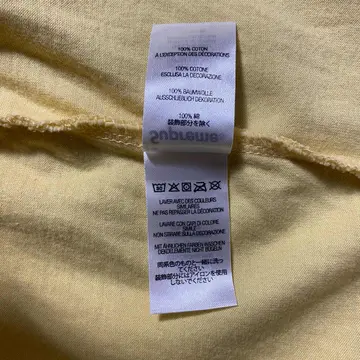 100% COTON
A L'EXCEPTION DES DÉCORATIONS
100% COTONE
ESCLUSA LA DECORAZIONE.
100% BAUMWOLLE
AUSSCHLIEßLICH DEKORATION
100% 綿
装飾部分を除く
Supreme
LAVER AVEC DES COULEURS
SIMILAIRES
NE PAS REPASSER LA DÉCORATION
LAVARE CON CAPI DI COLORE
SIMILE
NON STIRARE SULLA DECORAZIONE
MIT ÄHNLICHEN FARBEN WASCHEN
DEKOELEMENTE NICHT BÜGELN
同系色のものと一緒に洗っ
てください
装飾部分にはアイロンを使用
しないでください